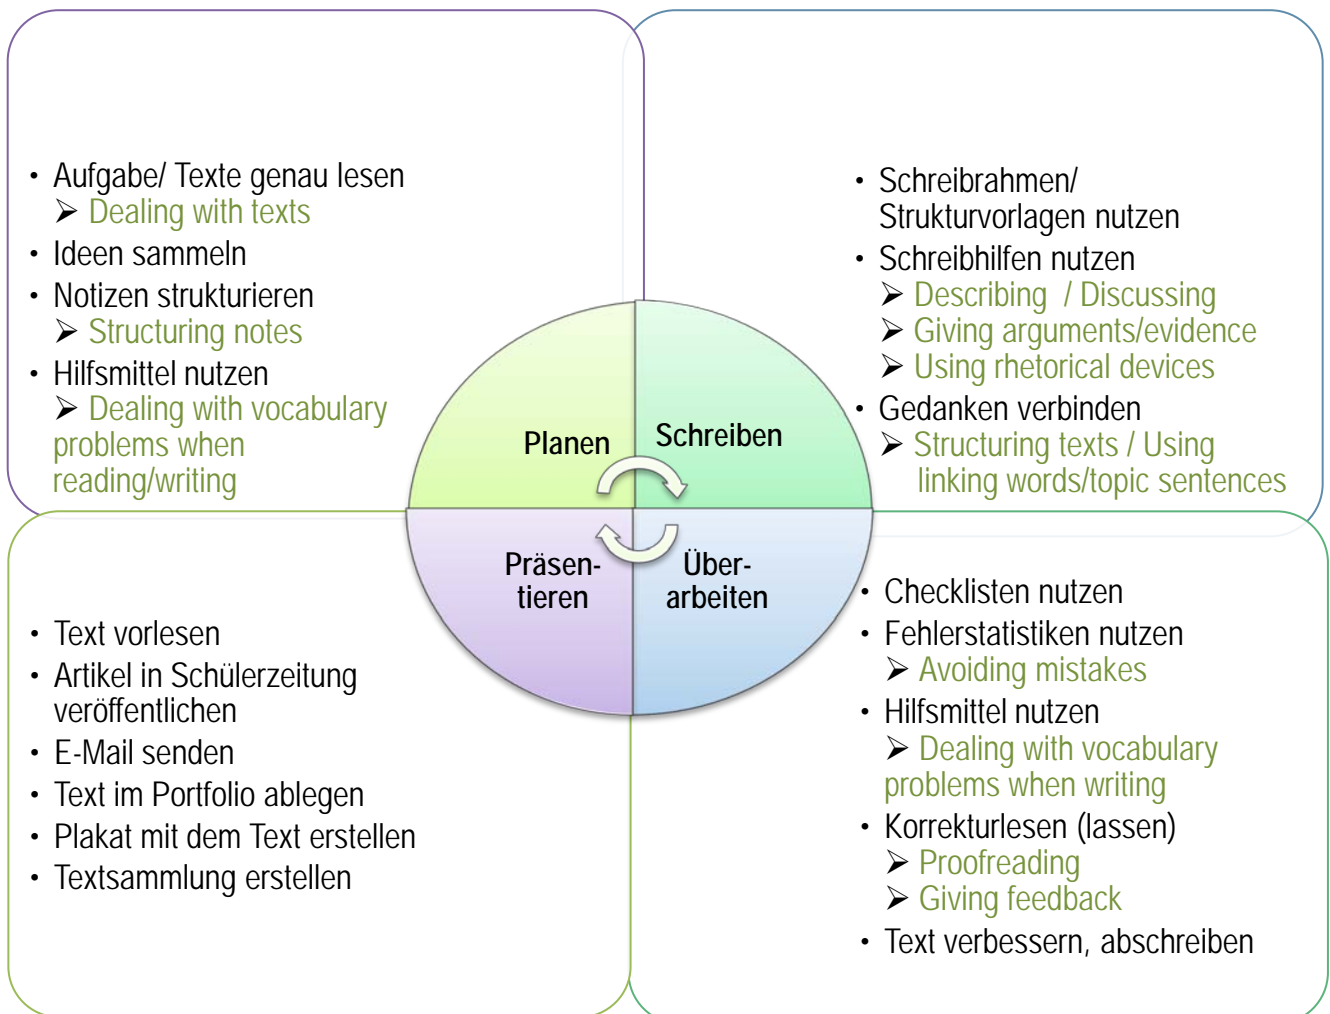 • Aufgabe/ Texte genau lesen
➢ Dealing with texts
• Ideen sammeln
• Notizen strukturieren
➢ Structuring notes
• Hilfsmittel nutzen
➢ Dealing with vocabulary
problems when
reading/writing
• Schreibrahmen/
Strukturvorlagen nutzen
• Schreibhilfen nutzen
➢ Describing / Discussing
➢ Giving arguments/evidence
➢ Using rhetorical devices
• Gedanken verbinden
➢ Structuring texts / Using
linking words/topic sentences
Planen
Schreiben
Präsen-
tieren
Über-
arbeiten
• Text vorlesen
• Artikel in Schülerzeitung
veröffentlichen
• E-Mail senden
• Text im Portfolio ablegen
• Plakat mit dem Text erstellen
• Textsammlung erstellen
• Checklisten nutzen
• Fehlerstatistiken nutzen
➢ Avoiding mistakes
• Hilfsmittel nutzen
➢ Dealing with vocabulary
problems when writing
• Korrekturlesen (lassen)
➢ Proofreading
➢ Giving feedback
• Text verbessern, abschreiben